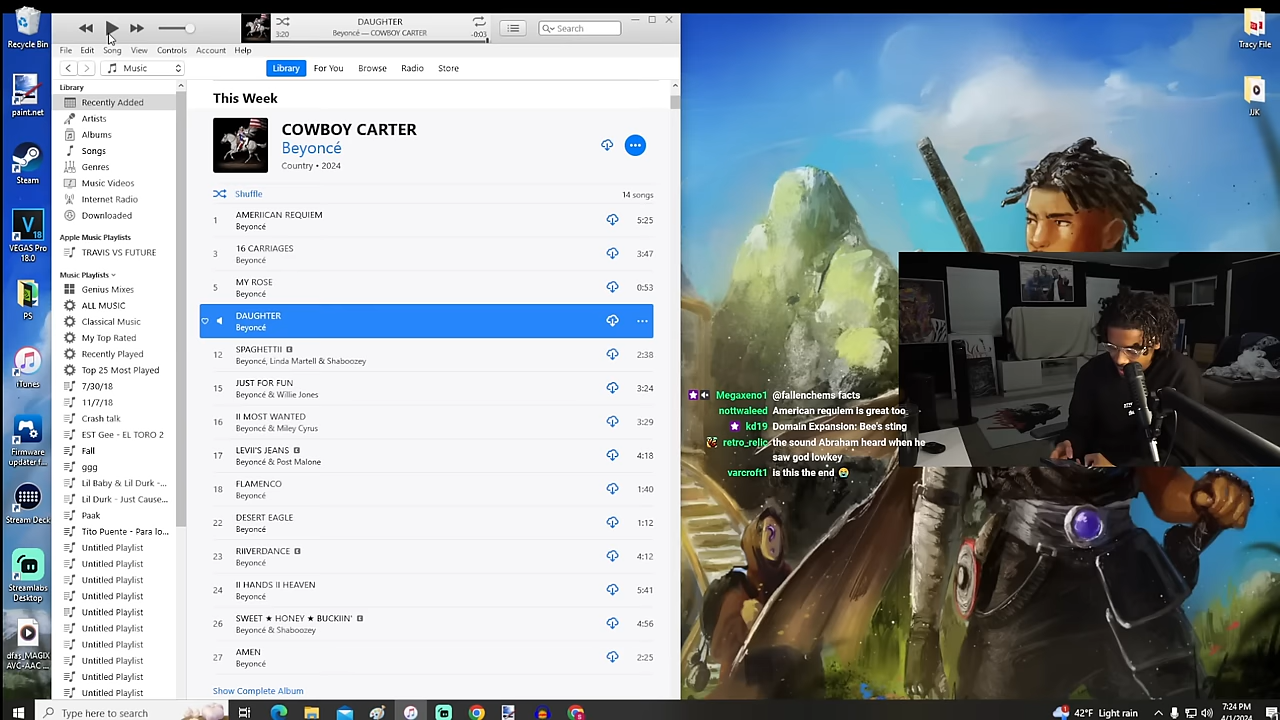 Recycle Bin
paint.net
Steam
VEGAS Pro
18.0
PS
iTunes
Firmware
updater f...
Stream Deck
Streamlabs
Desktop
dfas_MAGIX
AVC-AAC ...
Tracy File
JJK
DAUGHTER
Beyoncé — COWBOY CARTER
3:20
-0:03
Search
File Edit Song View Controls Account Help
Music
Library For You Browse Radio Store
Library
Recently Added
Artists
Albums
Songs
Genres
Music Videos
Internet Radio
Downloaded
Apple Music Playlists
TRAVIS VS FUTURE
Music Playlists
Genius Mixes
ALL MUSIC
Classical Music
My Top Rated
Recently Played
Top 25 Most Played
7/30/18
11/7/18
Crash talk
EST Gee - EL TORO 2
Fall
ggg
Lil Baby & Lil Durk -...
Lil Durk - Just Cause...
Paak
Tito Puente - Para lo...
Untitled Playlist
Untitled Playlist
Untitled Playlist
Untitled Playlist
Untitled Playlist
Untitled Playlist
Untitled Playlist
Untitled Playlist
Untitled Playlist
Untitled Playlist
This Week
COWBOY CARTER
Beyoncé
Country • 2024
Shuffle 14 songs
1 AMERIICAN REQUIEM 5:25
Beyoncé
3 16 CARRIAGES 3:47
Beyoncé
5 MY ROSE 0:53
Beyoncé
DAUGHTER
Beyoncé
12 SPAGHETTII E 2:38
Beyoncé, Linda Martell & Shaboozey
15 JUST FOR FUN 3:24
Beyoncé & Willie Jones
16 II MOST WANTED 3:29
Beyoncé & Miley Cyrus
17 LEVII'S JEANS E 4:18
Beyoncé & Post Malone
18 FLAMENCO 1:40
Beyoncé
22 DESERT EAGLE 1:12
Beyoncé
23 RIIVERDANCE E 4:12
Beyoncé
24 II HANDS II HEAVEN 5:41
Beyoncé
26 SWEET ★ HONEY ★ BUCKIIN' E 4:56
Beyoncé & Shaboozey
27 AMEN 2:25
Beyoncé
Show Complete Album
Megaxeno1 @fallenchems facts
nottwaleed American requiem is great too
kd19 Domain Expansion: Bee's sting
retro_relic the sound Abraham heard when he
saw god lowkey
varcroft1 is this the end 😭
Type here to search
42°F Light rain
7:24 PM
4/1/2024